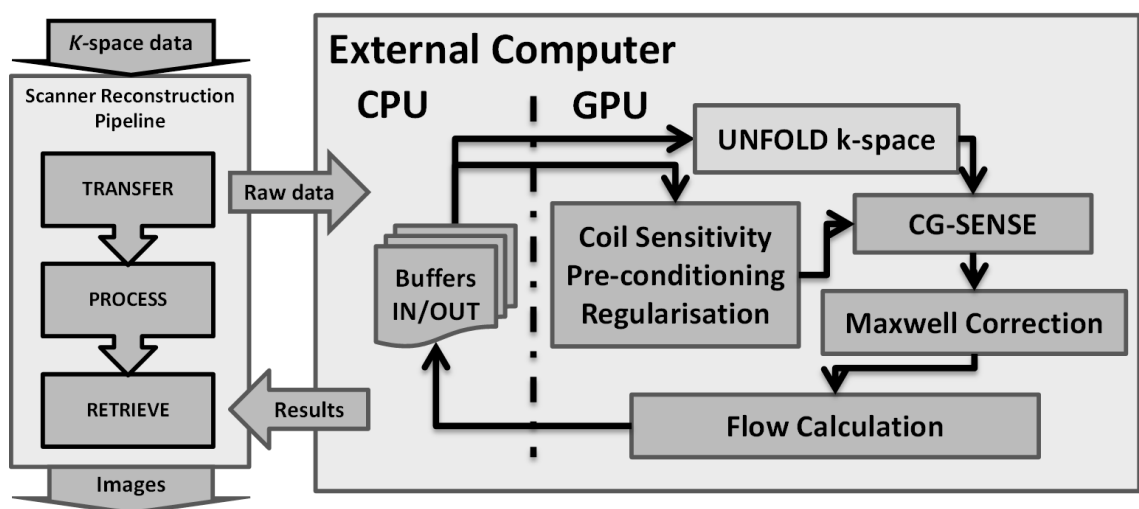 K-space data
Scanner Reconstruction
Pipeline
TRANSFER
PROCESS
RETRIEVE
Images
Raw data
Results
External Computer
CPU
GPU
Buffers
IN/OUT
UNFOLD k-space
Coil Sensitivity
Pre-conditioning
Regularisation
CG-SENSE
Maxwell Correction
Flow Calculation